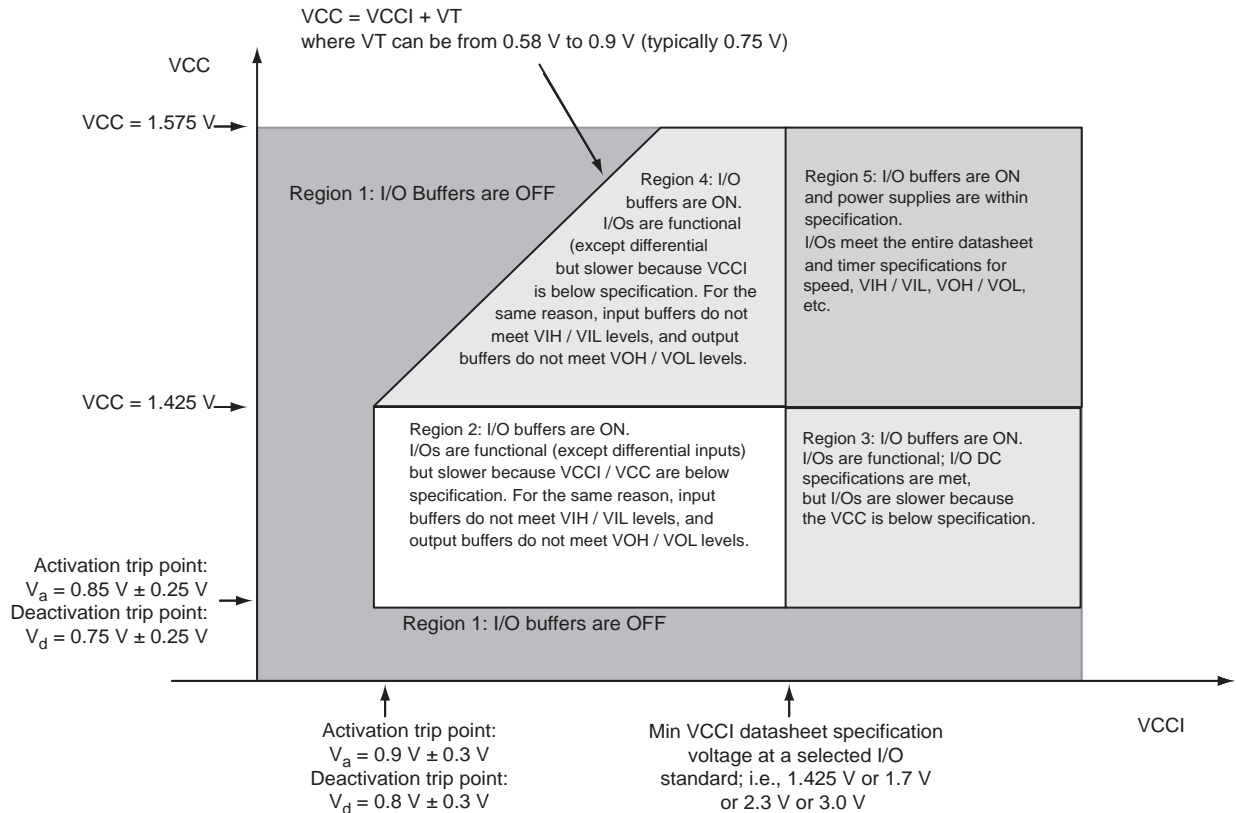 VCC = VCCI + VT
where VT can be from 0.58 V to 0.9 V (typically 0.75 V)
VCC
VCC = 1.575 V
Region 1: I/O Buffers are OFF
Region 4: I/O
buffers are ON.
I/Os are functional
(except differential
but slower because VCCI
is below specification. For the
same reason, input buffers do not
meet VIH / VIL levels, and output
buffers do not meet VOH / VOL levels.
Region 5: I/O buffers are ON
and power supplies are within
specification.
I/Os meet the entire datasheet
and timer specifications for
speed, VIH / VIL, VOH / VOL,
etc.
VCC = 1.425 V
Region 2: I/O buffers are ON.
I/Os are functional (except differential inputs)
but slower because VCCI / VCC are below
specification. For the same reason, input
buffers do not meet VIH / VIL levels, and
output buffers do not meet VOH / VOL levels.
Region 3: I/O buffers are ON.
I/Os are functional; I/O DC
specifications are met,
but I/Os are slower because
the VCC is below specification.
Activation trip point:
Va = 0.85 V ± 0.25 V
Deactivation trip point:
Vd = 0.75 V ± 0.25 V
Region 1: I/O buffers are OFF
VCCI
Activation trip point:
Va = 0.9 V ± 0.3 V
Deactivation trip point:
Vd = 0.8 V ± 0.3 V
Min VCCI datasheet specification
voltage at a selected I/O
standard; i.e., 1.425 V or 1.7 V
or 2.3 V or 3.0 V